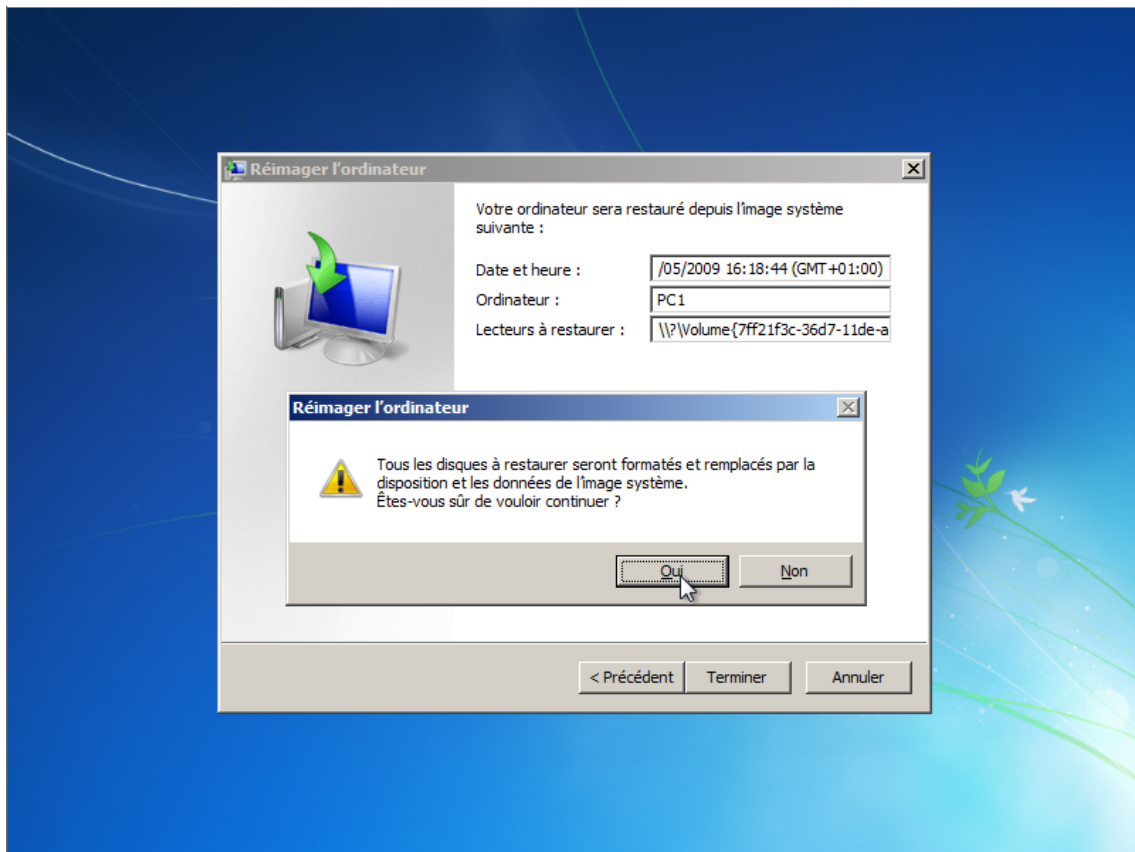 Réimager l'ordinateur
Votre ordinateur sera restauré depuis l'image système
suivante :
Date et heure : /05/2009 16:18:44 (GMT+01:00)
Ordinateur : PC1
Lecteurs à restaurer : \\?\Volume{7ff21f3c-36d7-11de-a
Réimager l'ordinateur
Tous les disques à restaurer seront formatés et remplacés par la
disposition et les données de l'image système.
Êtes-vous sûr de vouloir continuer ?
Oui Non
< Précédent Terminer Annuler